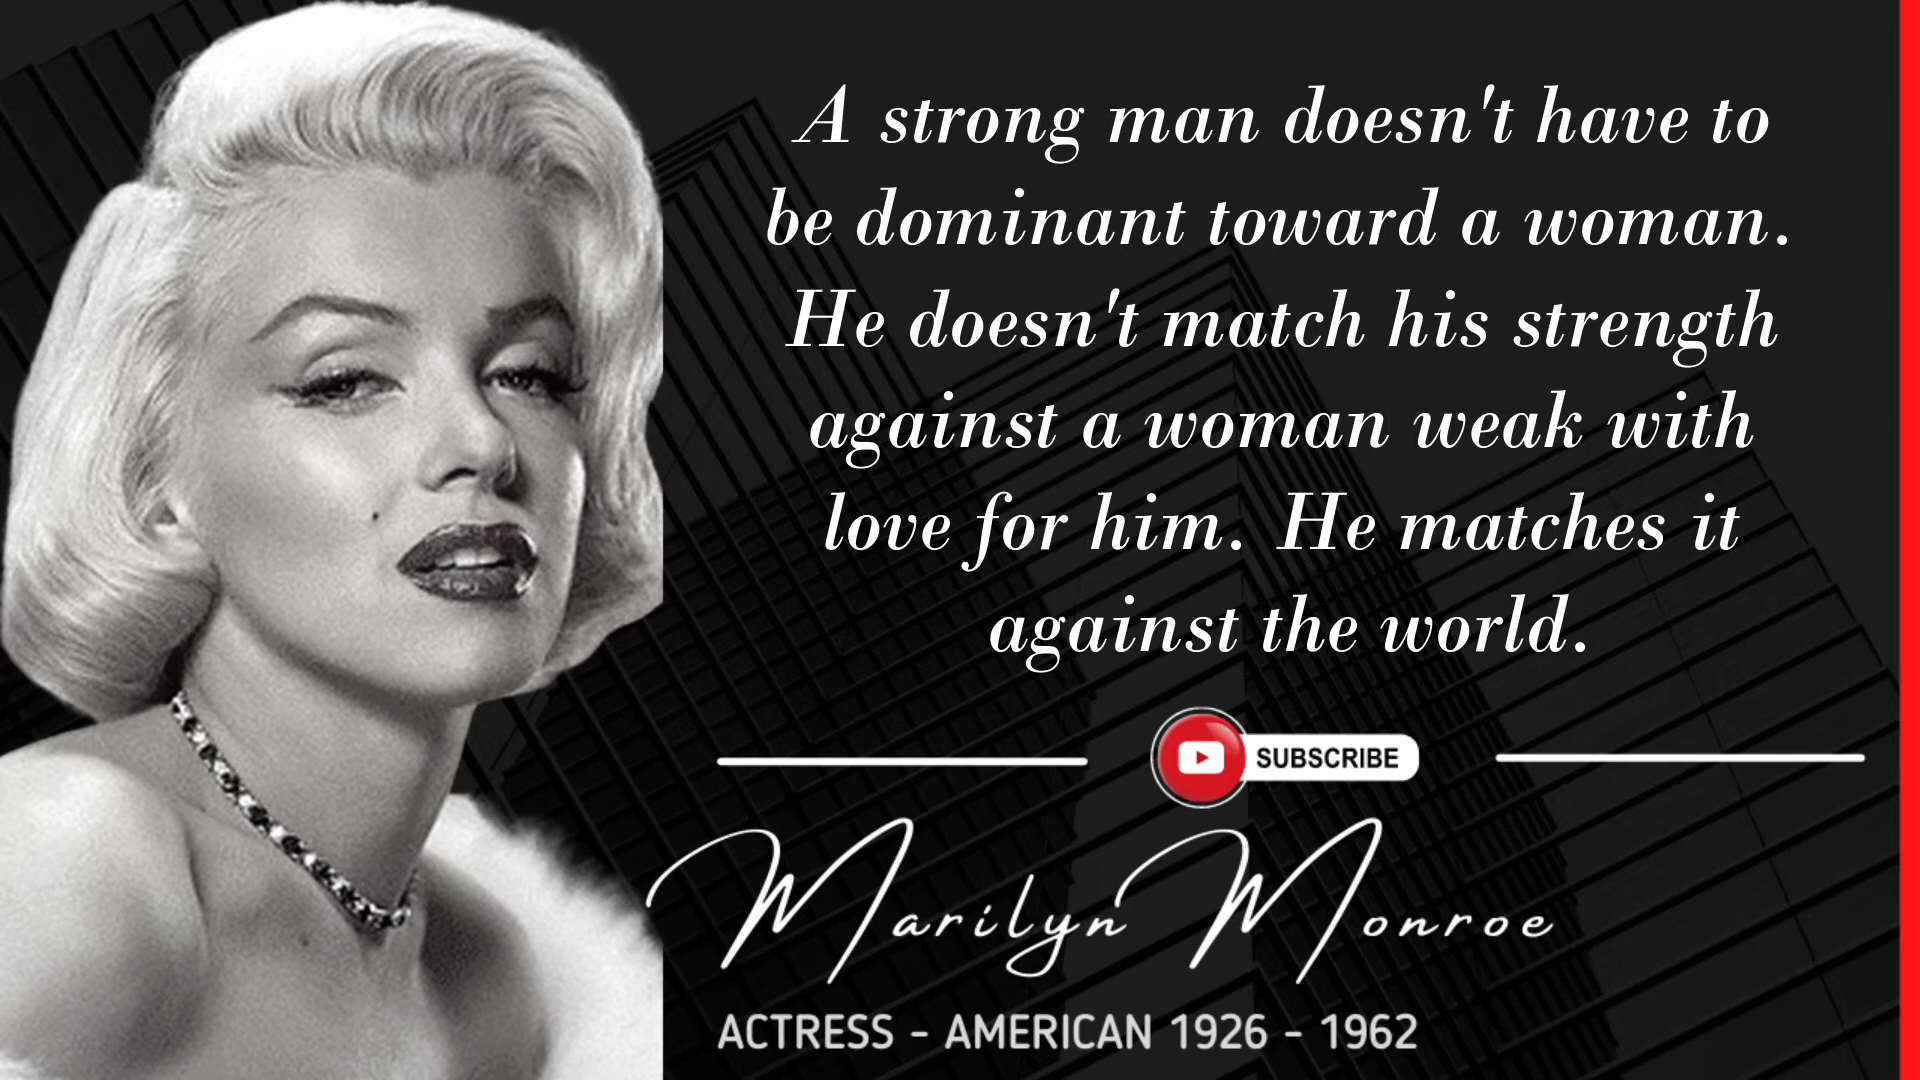 A strong man doesn't have to
be dominant toward a woman.
He doesn't match his strength
against a woman weak with
love for him. He matches it
against the world.
SUBSCRIBE
Marilyn Monroe
ACTRESS - AMERICAN 1926 - 1962